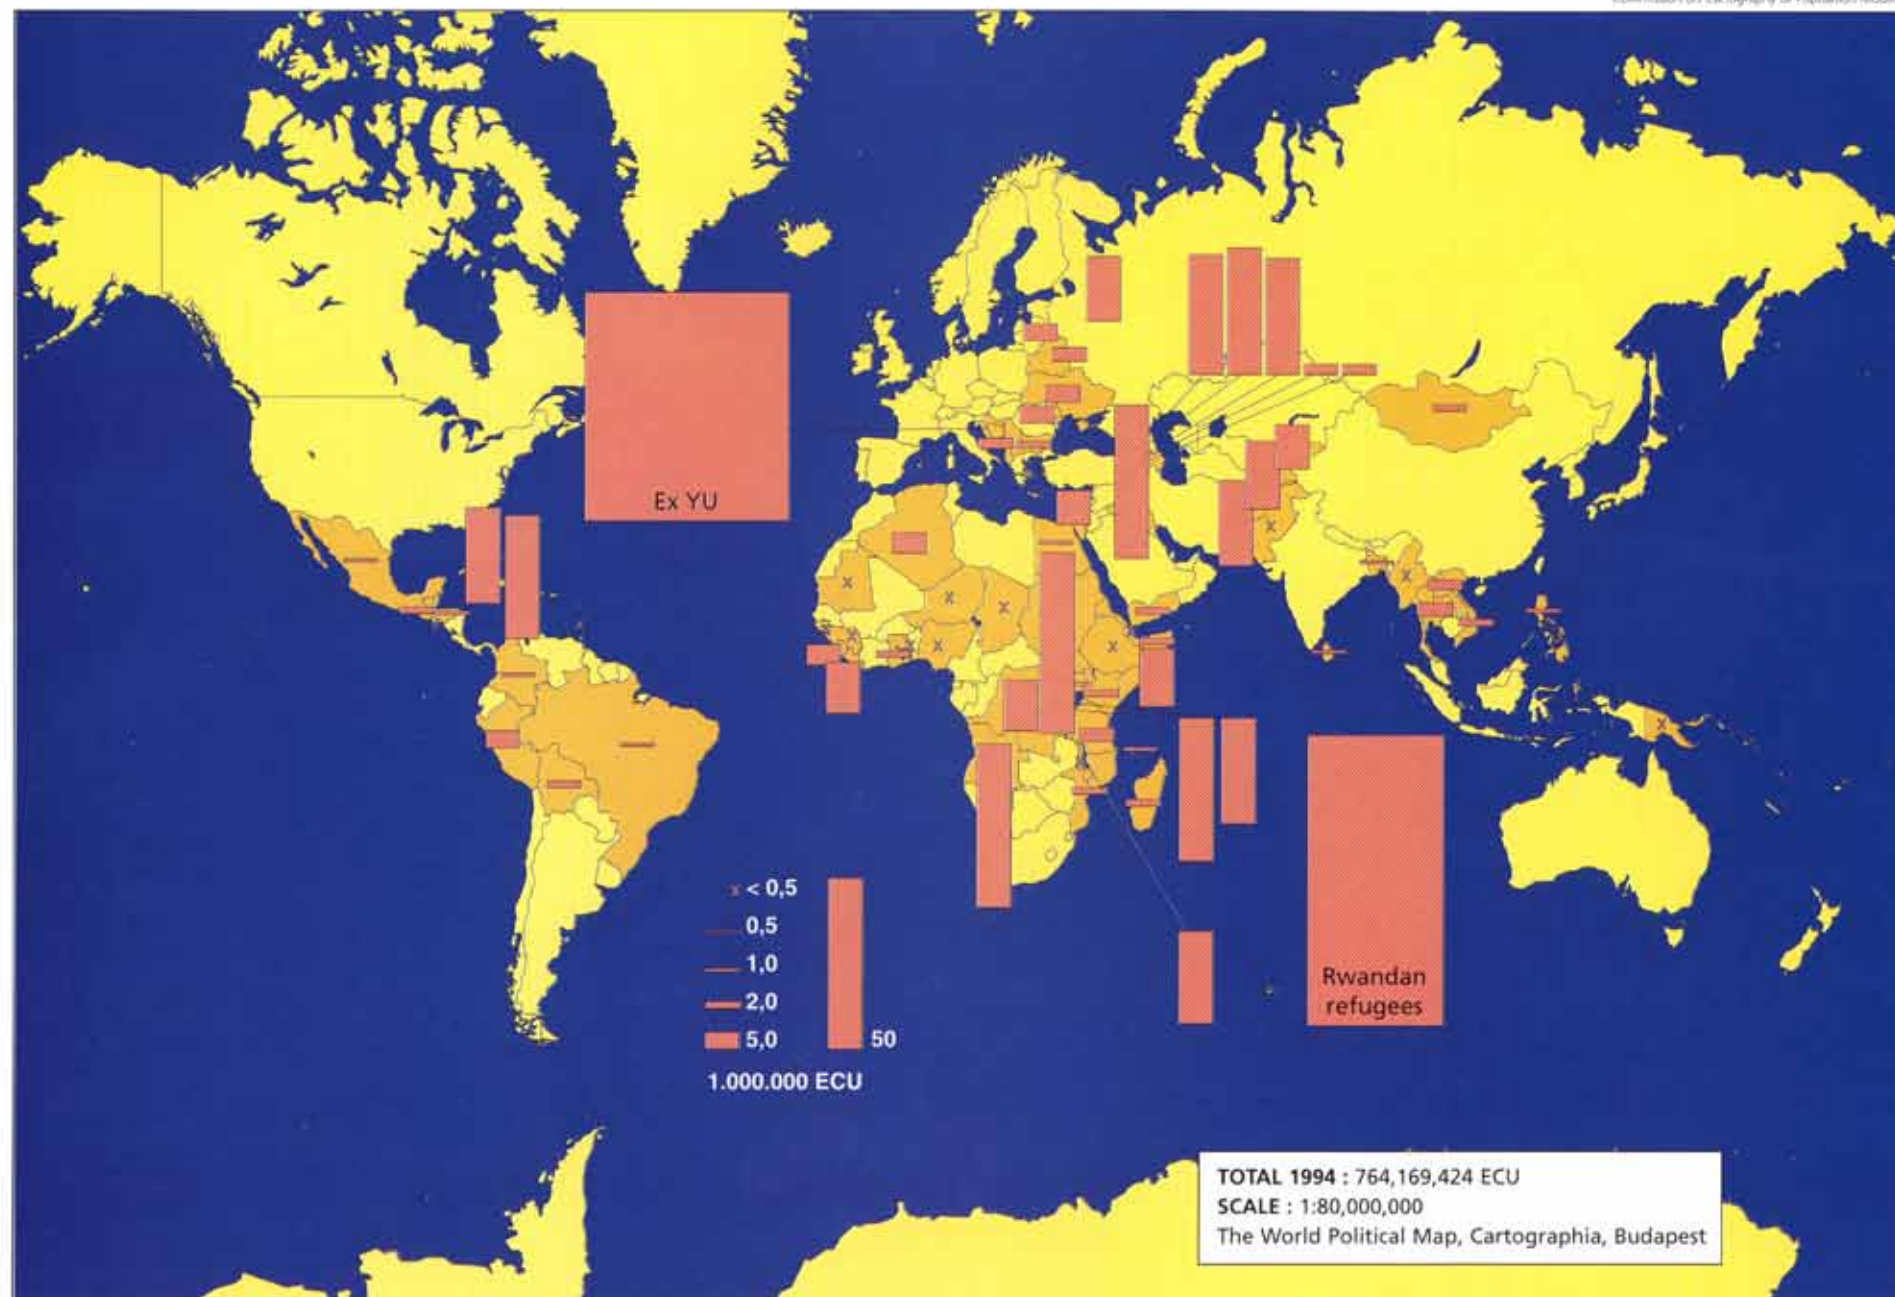 Ex YU
x < 0,5
0,5
1,0
2,0
5,0
50
1.000.000 ECU
Rwandan
refugees
TOTAL 1994 : 764,169,424 ECU
SCALE : 1:80,000,000
The World Political Map, Cartographia, Budapest
x
x
x
x
x
x
x
x
x